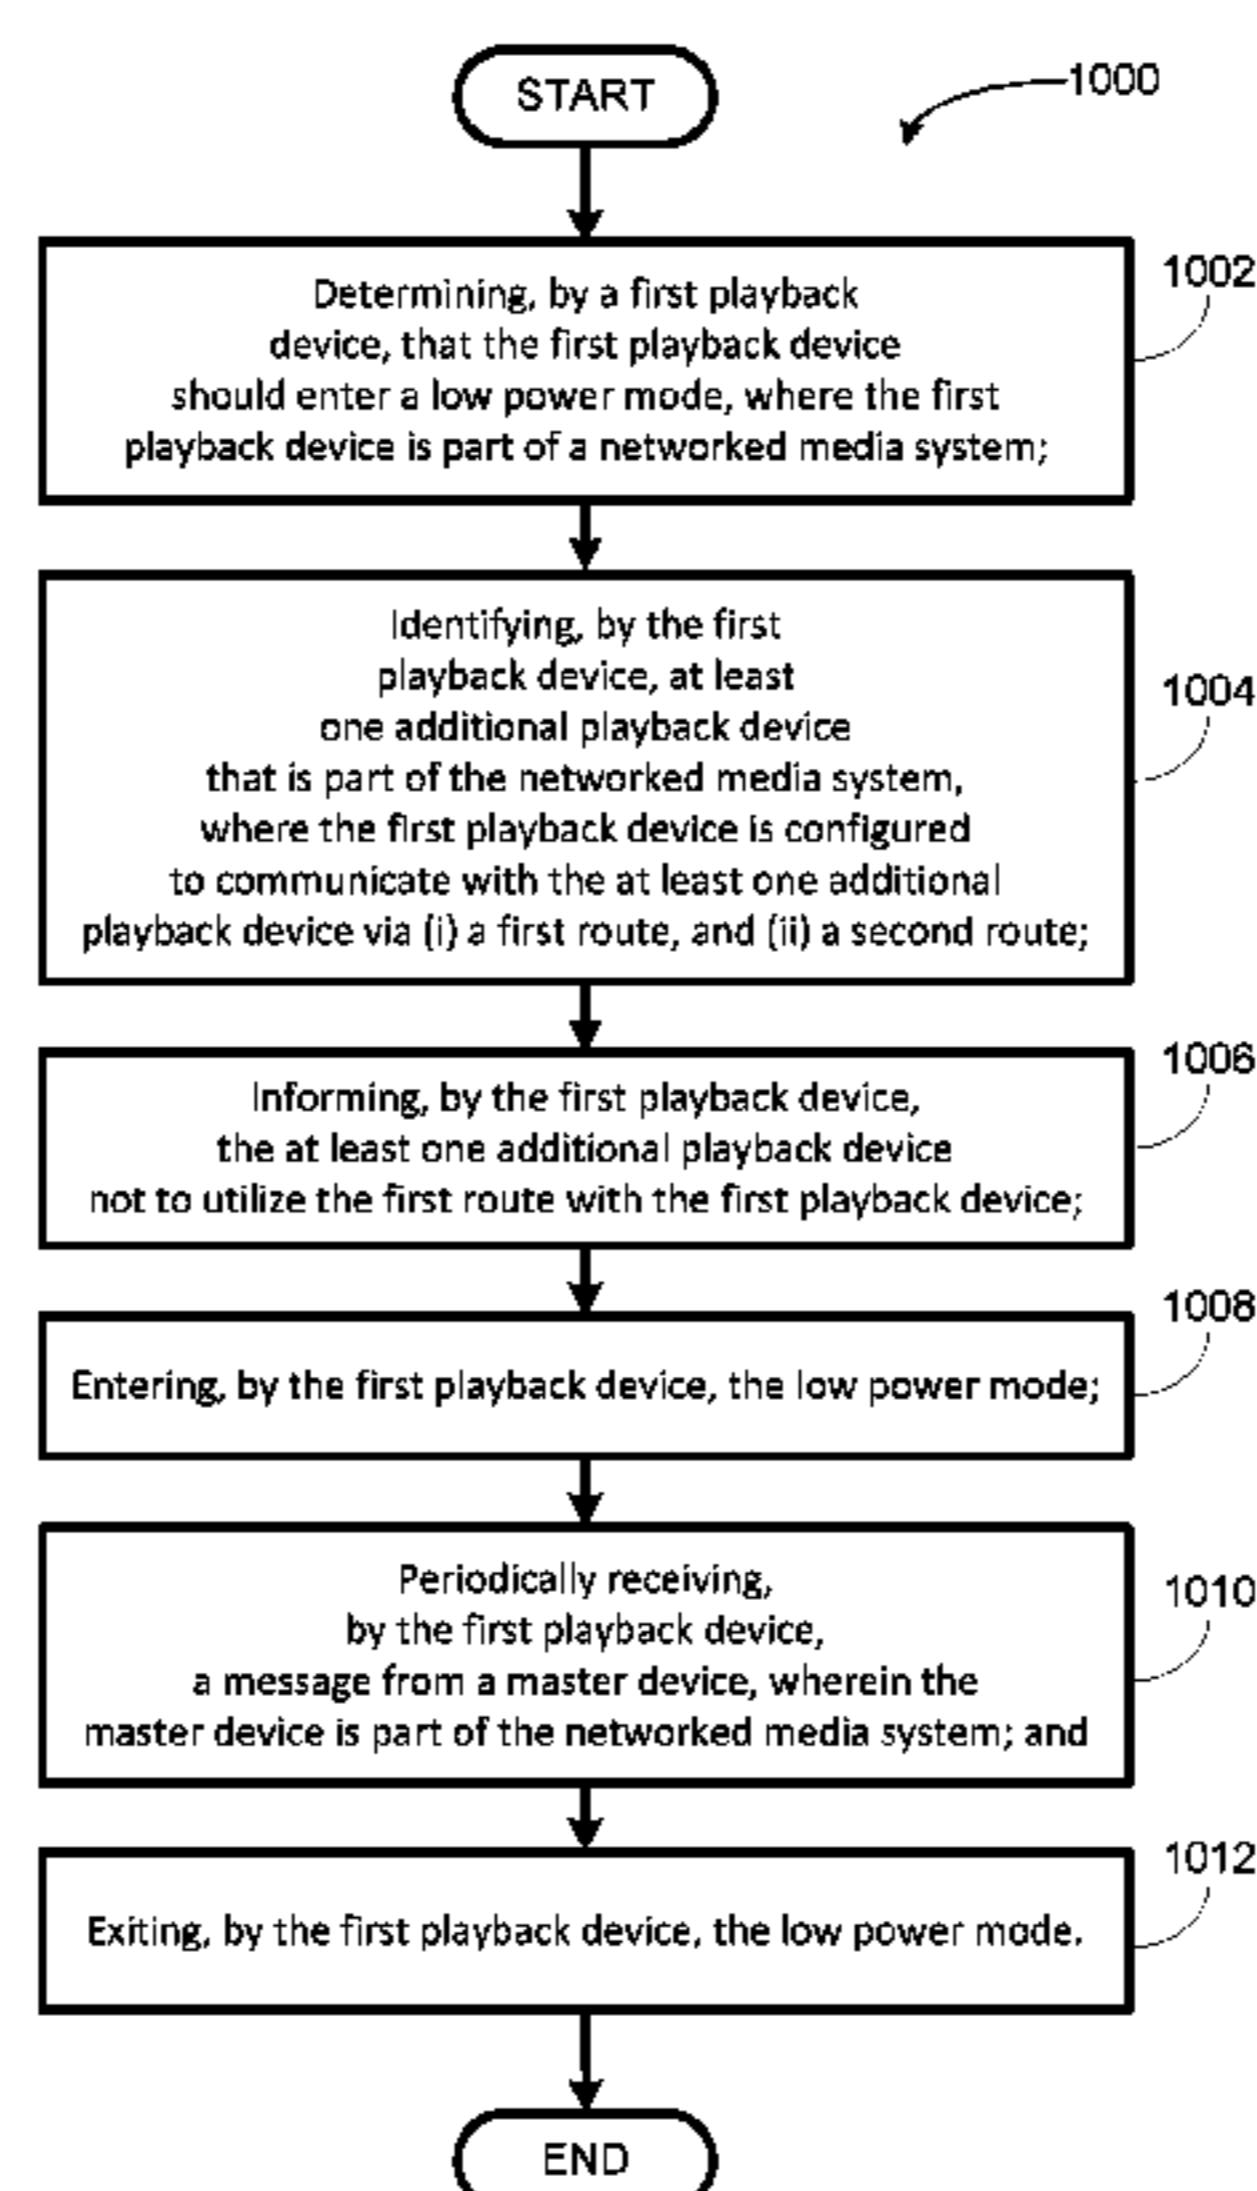 START
1000
Determining, by a first playback
device, that the first playback device
should enter a low power mode, where the first
playback device is part of a networked media system;
1002
Identifying, by the first
playback device, at least
one additional playback device
that is part of the networked media system,
where the first playback device is configured
to communicate with the at least one additional
playback device via (i) a first route, and (ii) a second route;
1004
Informing, by the first playback device,
the at least one additional playback device
not to utilize the first route with the first playback device;
1006
Entering, by the first playback device, the low power mode;
1008
Periodically receiving,
by the first playback device,
a message from a master device, wherein the
master device is part of the networked media system; and
1010
Exiting, by the first playback device, the low power mode.
1012
END